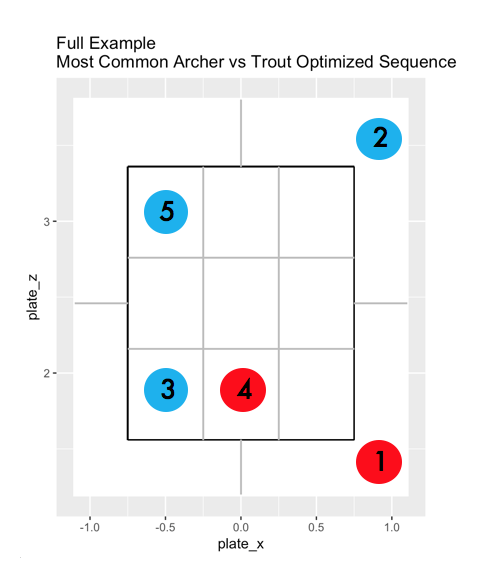 Full Example
Most Common Archer vs Trout Optimized Sequence
2
5
3
3 4
2
1
-1.0 -0.5 0.0 0.5 1.0
plate_x
plate_z